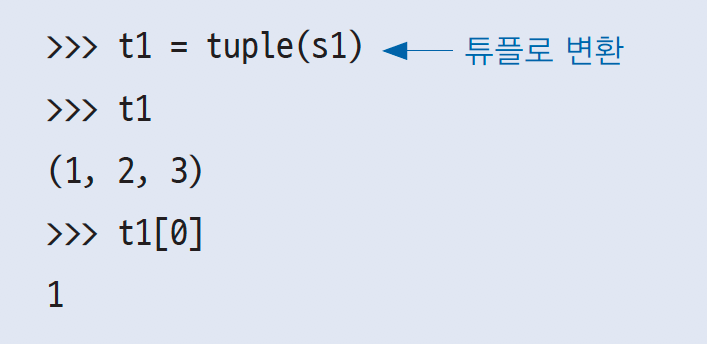 >>> t1 = tuple(s1) 튜플로 변환
>>> t1
(1, 2, 3)
>>> t1[0]
1